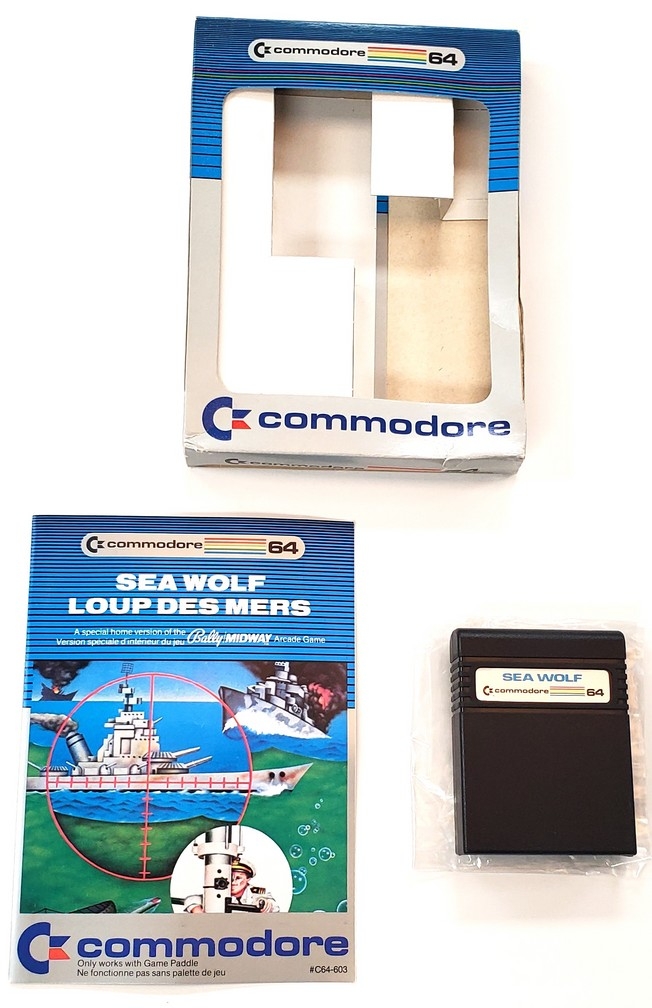 commodore 64
commodore
commodore 64
SEA WOLF
LOUP DES MERS
A special home version of the
Version spéciale d'intérieur du jeu Bally MIDWAY Arcade Game
commodore
Only works with Game Paddle
Ne fonctionne pas sans palette de jeu
#C64-603
SEA WOLF
commodore 64